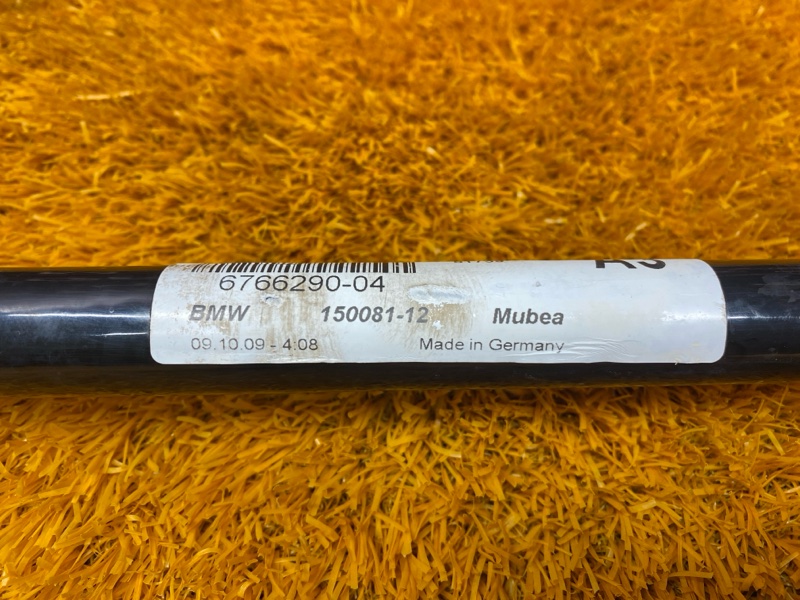 6766290-04
BMW 150081-12 Mubea
09.10.09 - 4:08 Made in Germany